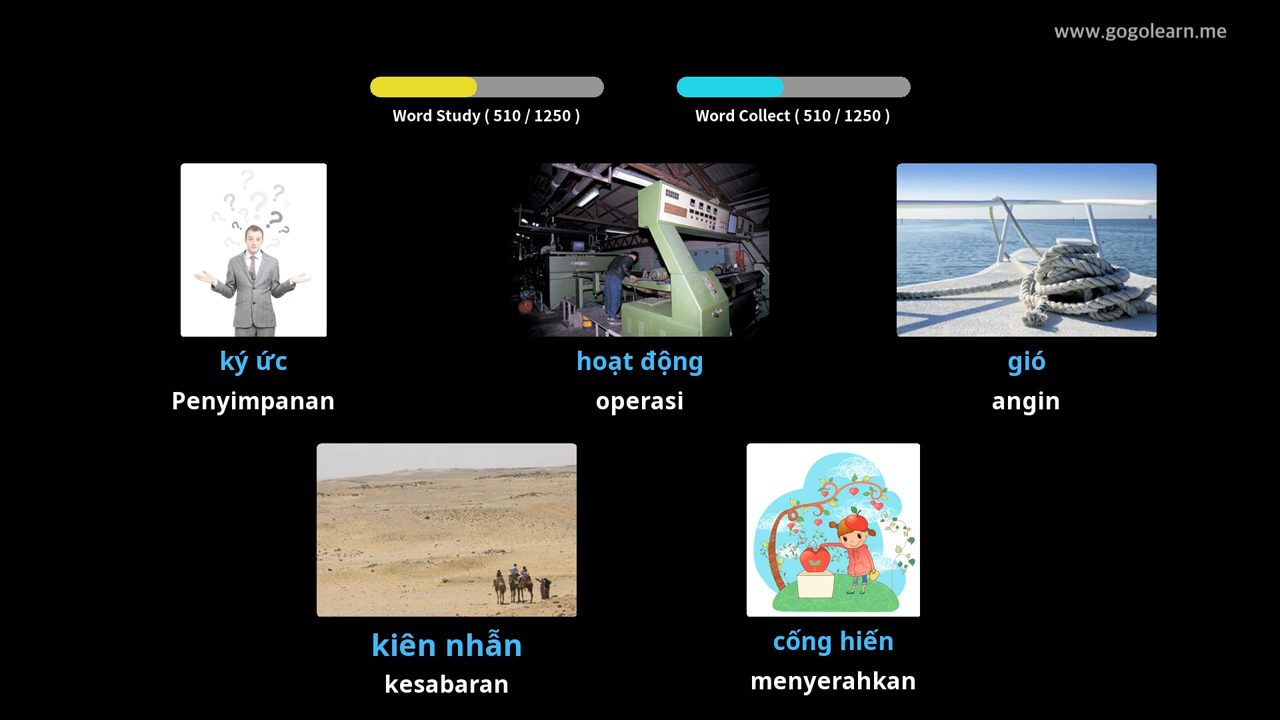 www.gogolearn.me
Word Study ( 510 / 1250 )
Word Collect ( 510 / 1250 )
ký ức
Penyimpanan
hoạt động
operasi
gió
angin
kiên nhẫn
kesabaran
cống hiến
menyerahkan